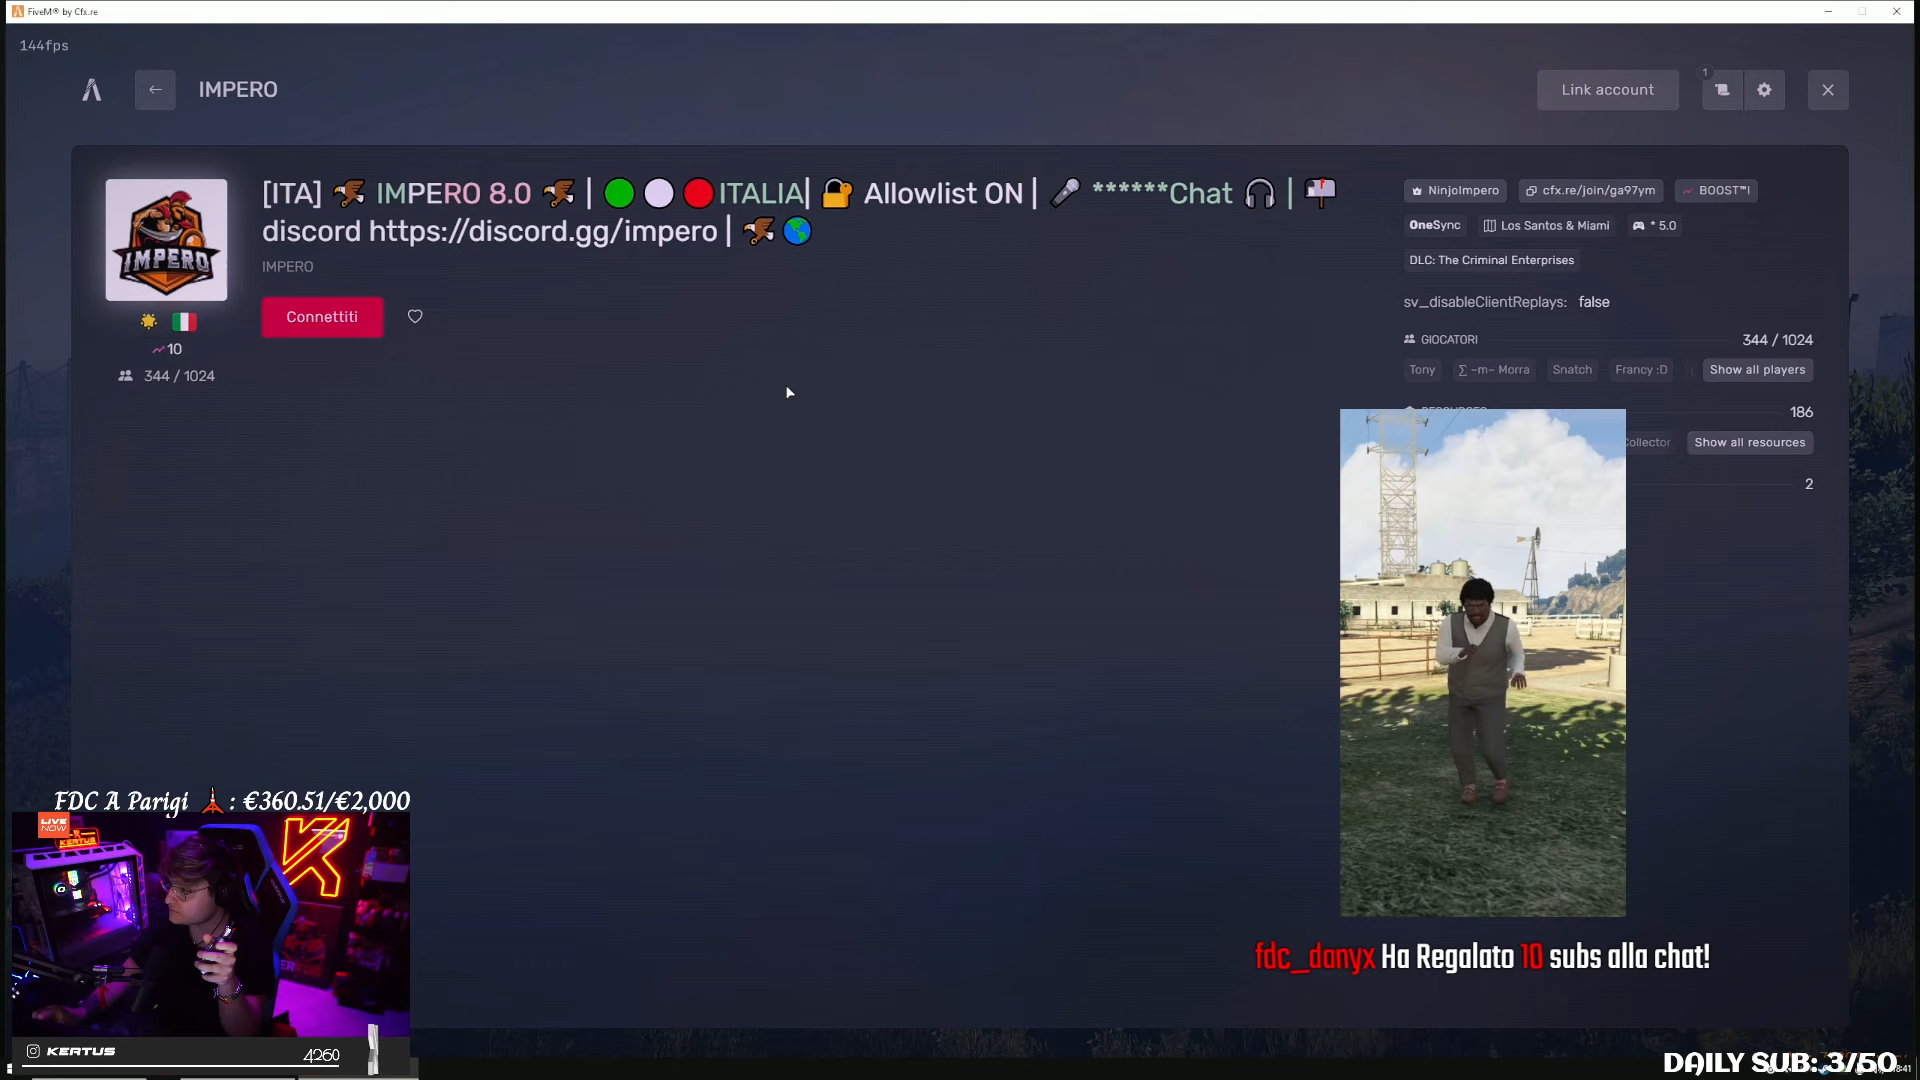 FiveM® by Cfx.re
144fps
IMPERO
Link account
1
[ITA] IMPERO 8.0 | ITALIA| Allowlist ON | ******Chat |
discord https://discord.gg/impero |
IMPERO
Connettiti
IMPERO
10
344 / 1024
NinjoImpero
cfx.re/join/ga97ym
BOOST™!
OneSync
Los Santos & Miami
* 5.0
DLC: The Criminal Enterprises
sv_disableClientReplays: false
GIOCATORI
344 / 1024
Tony
∑ -m- Morra
Snatch
Francy :D
Show all players
186
Collector
Show all resources
2
FDC A Parigi : €360.51/€2,000
LIVE
NOW
KERTUS
KERTUS
4260
fdc_danyx Ha Regalato 10 subs alla chat!
DAILY SUB: 3/50